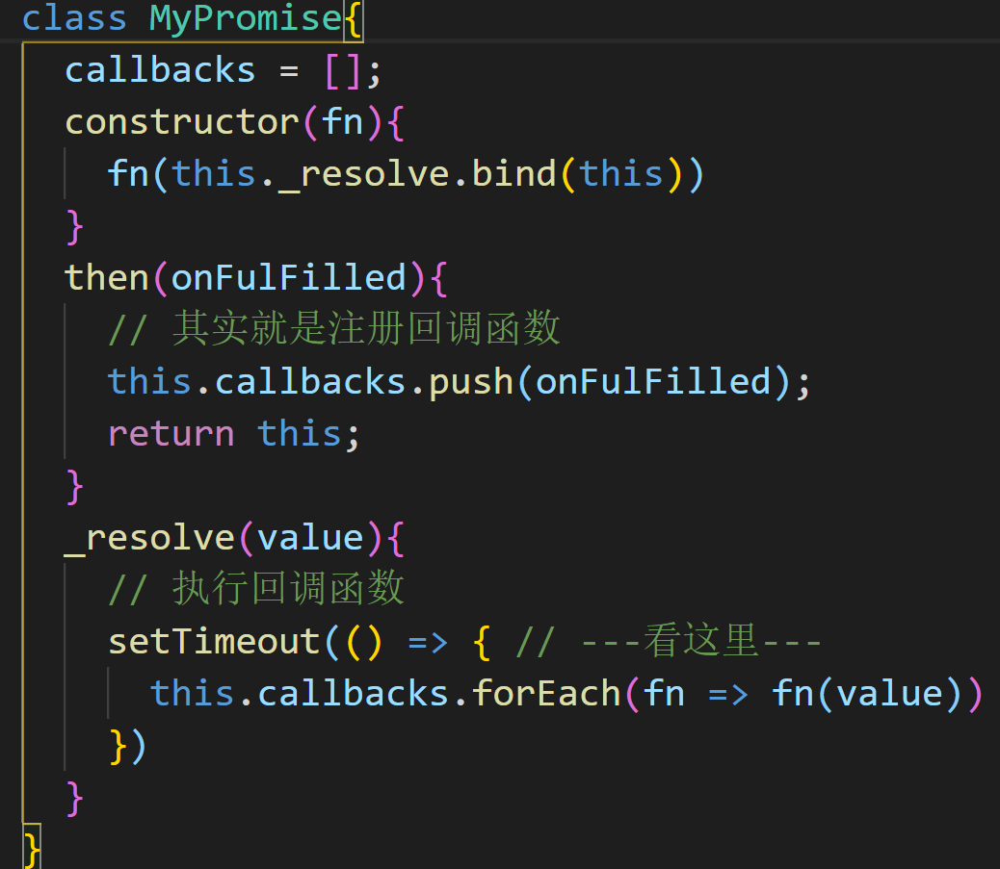 class MyPromise{
  callbacks = [];
  constructor(fn){
    fn(this._resolve.bind(this))
  }
  then(onFulFilled){
    // 其实就是注册回调函数
    this.callbacks.push(onFulFilled);
    return this;
  }
  _resolve(value){
    // 执行回调函数
    setTimeout(() => { // ---看这里---
      this.callbacks.forEach(fn => fn(value))
    })
  }
}